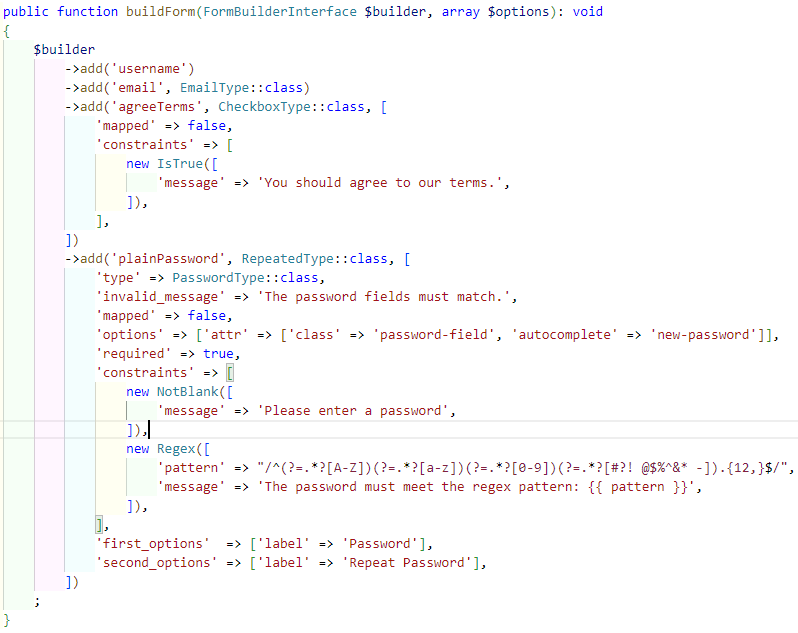 public function buildForm(FormBuilderInterface $builder, array $options): void
{
    $builder
        ->add('username')
        ->add('email', EmailType::class)
        ->add('agreeTerms', CheckboxType::class, [
            'mapped' => false,
            'constraints' => [
                new IsTrue([
                    'message' => 'You should agree to our terms.',
                ]),
            ],
        ])
        ->add('plainPassword', RepeatedType::class, [
            'type' => PasswordType::class,
            'invalid_message' => 'The password fields must match.',
            'mapped' => false,
            'options' => ['attr' => ['class' => 'password-field', 'autocomplete' => 'new-password']],
            'required' => true,
            'constraints' => [
                new NotBlank([
                    'message' => 'Please enter a password',
                ]),
                new Regex([
                    'pattern' => "/^(?=.*?[A-Z])(?=.*?[a-z])(?=.*?[0-9])(?=.*?[#?! @$%^&* -]).{12,}$/",
                    'message' => 'The password must meet the regex pattern: {{ pattern }}',
                ]),
            ],
            'first_options'  => ['label' => 'Password'],
            'second_options' => ['label' => 'Repeat Password'],
        ])
    ;
}